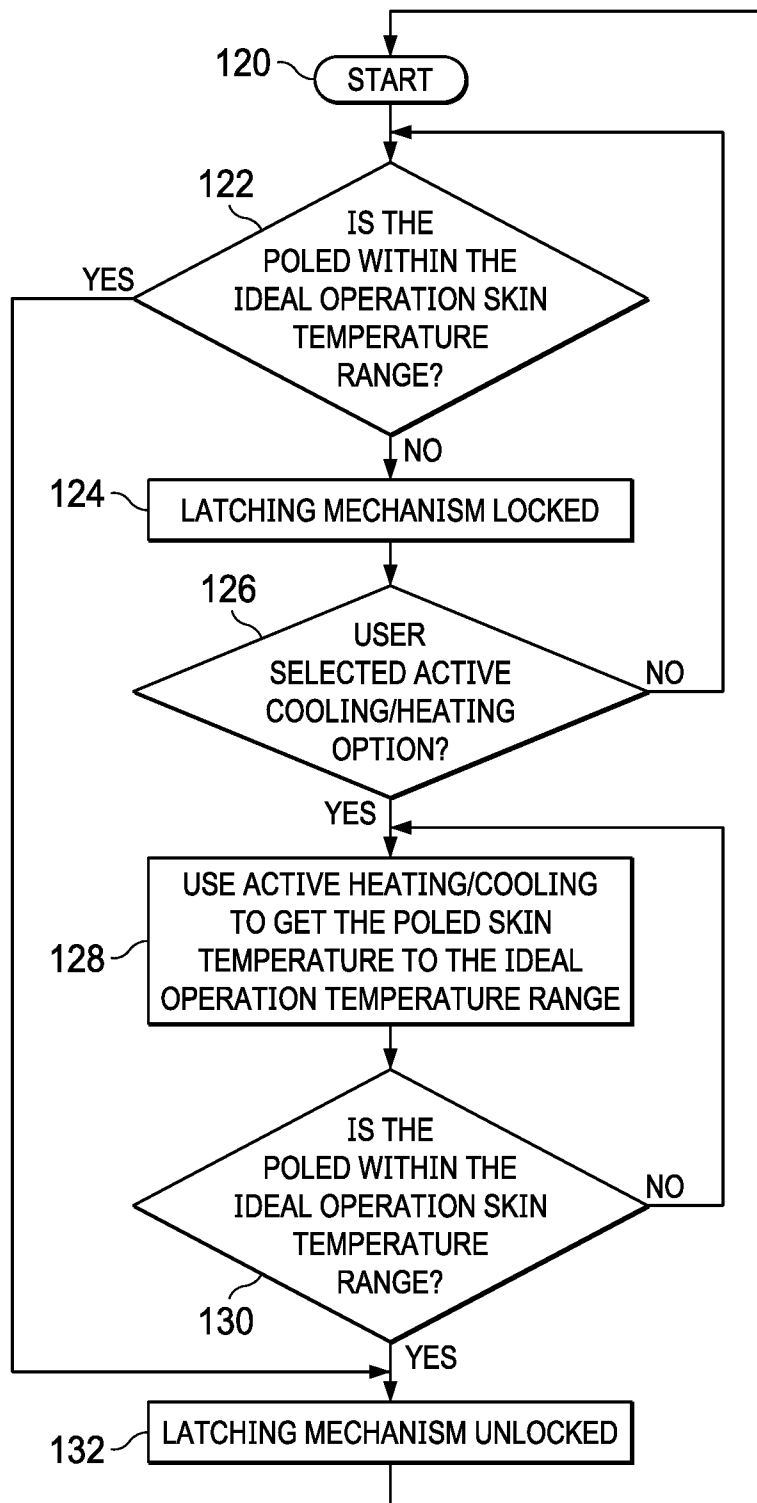 120
START
122
IS THE
POLED WITHIN THE
IDEAL OPERATION SKIN
TEMPERATURE
RANGE?
YES
NO
124
LATCHING MECHANISM LOCKED
126
USER
SELECTED ACTIVE
COOLING/HEATING
OPTION?
NO
YES
128
USE ACTIVE HEATING/COOLING
TO GET THE POLED SKIN
TEMPERATURE TO THE IDEAL
OPERATION TEMPERATURE RANGE
IS THE
POLED WITHIN THE
IDEAL OPERATION SKIN
TEMPERATURE
RANGE?
NO
130
YES
132
LATCHING MECHANISM UNLOCKED